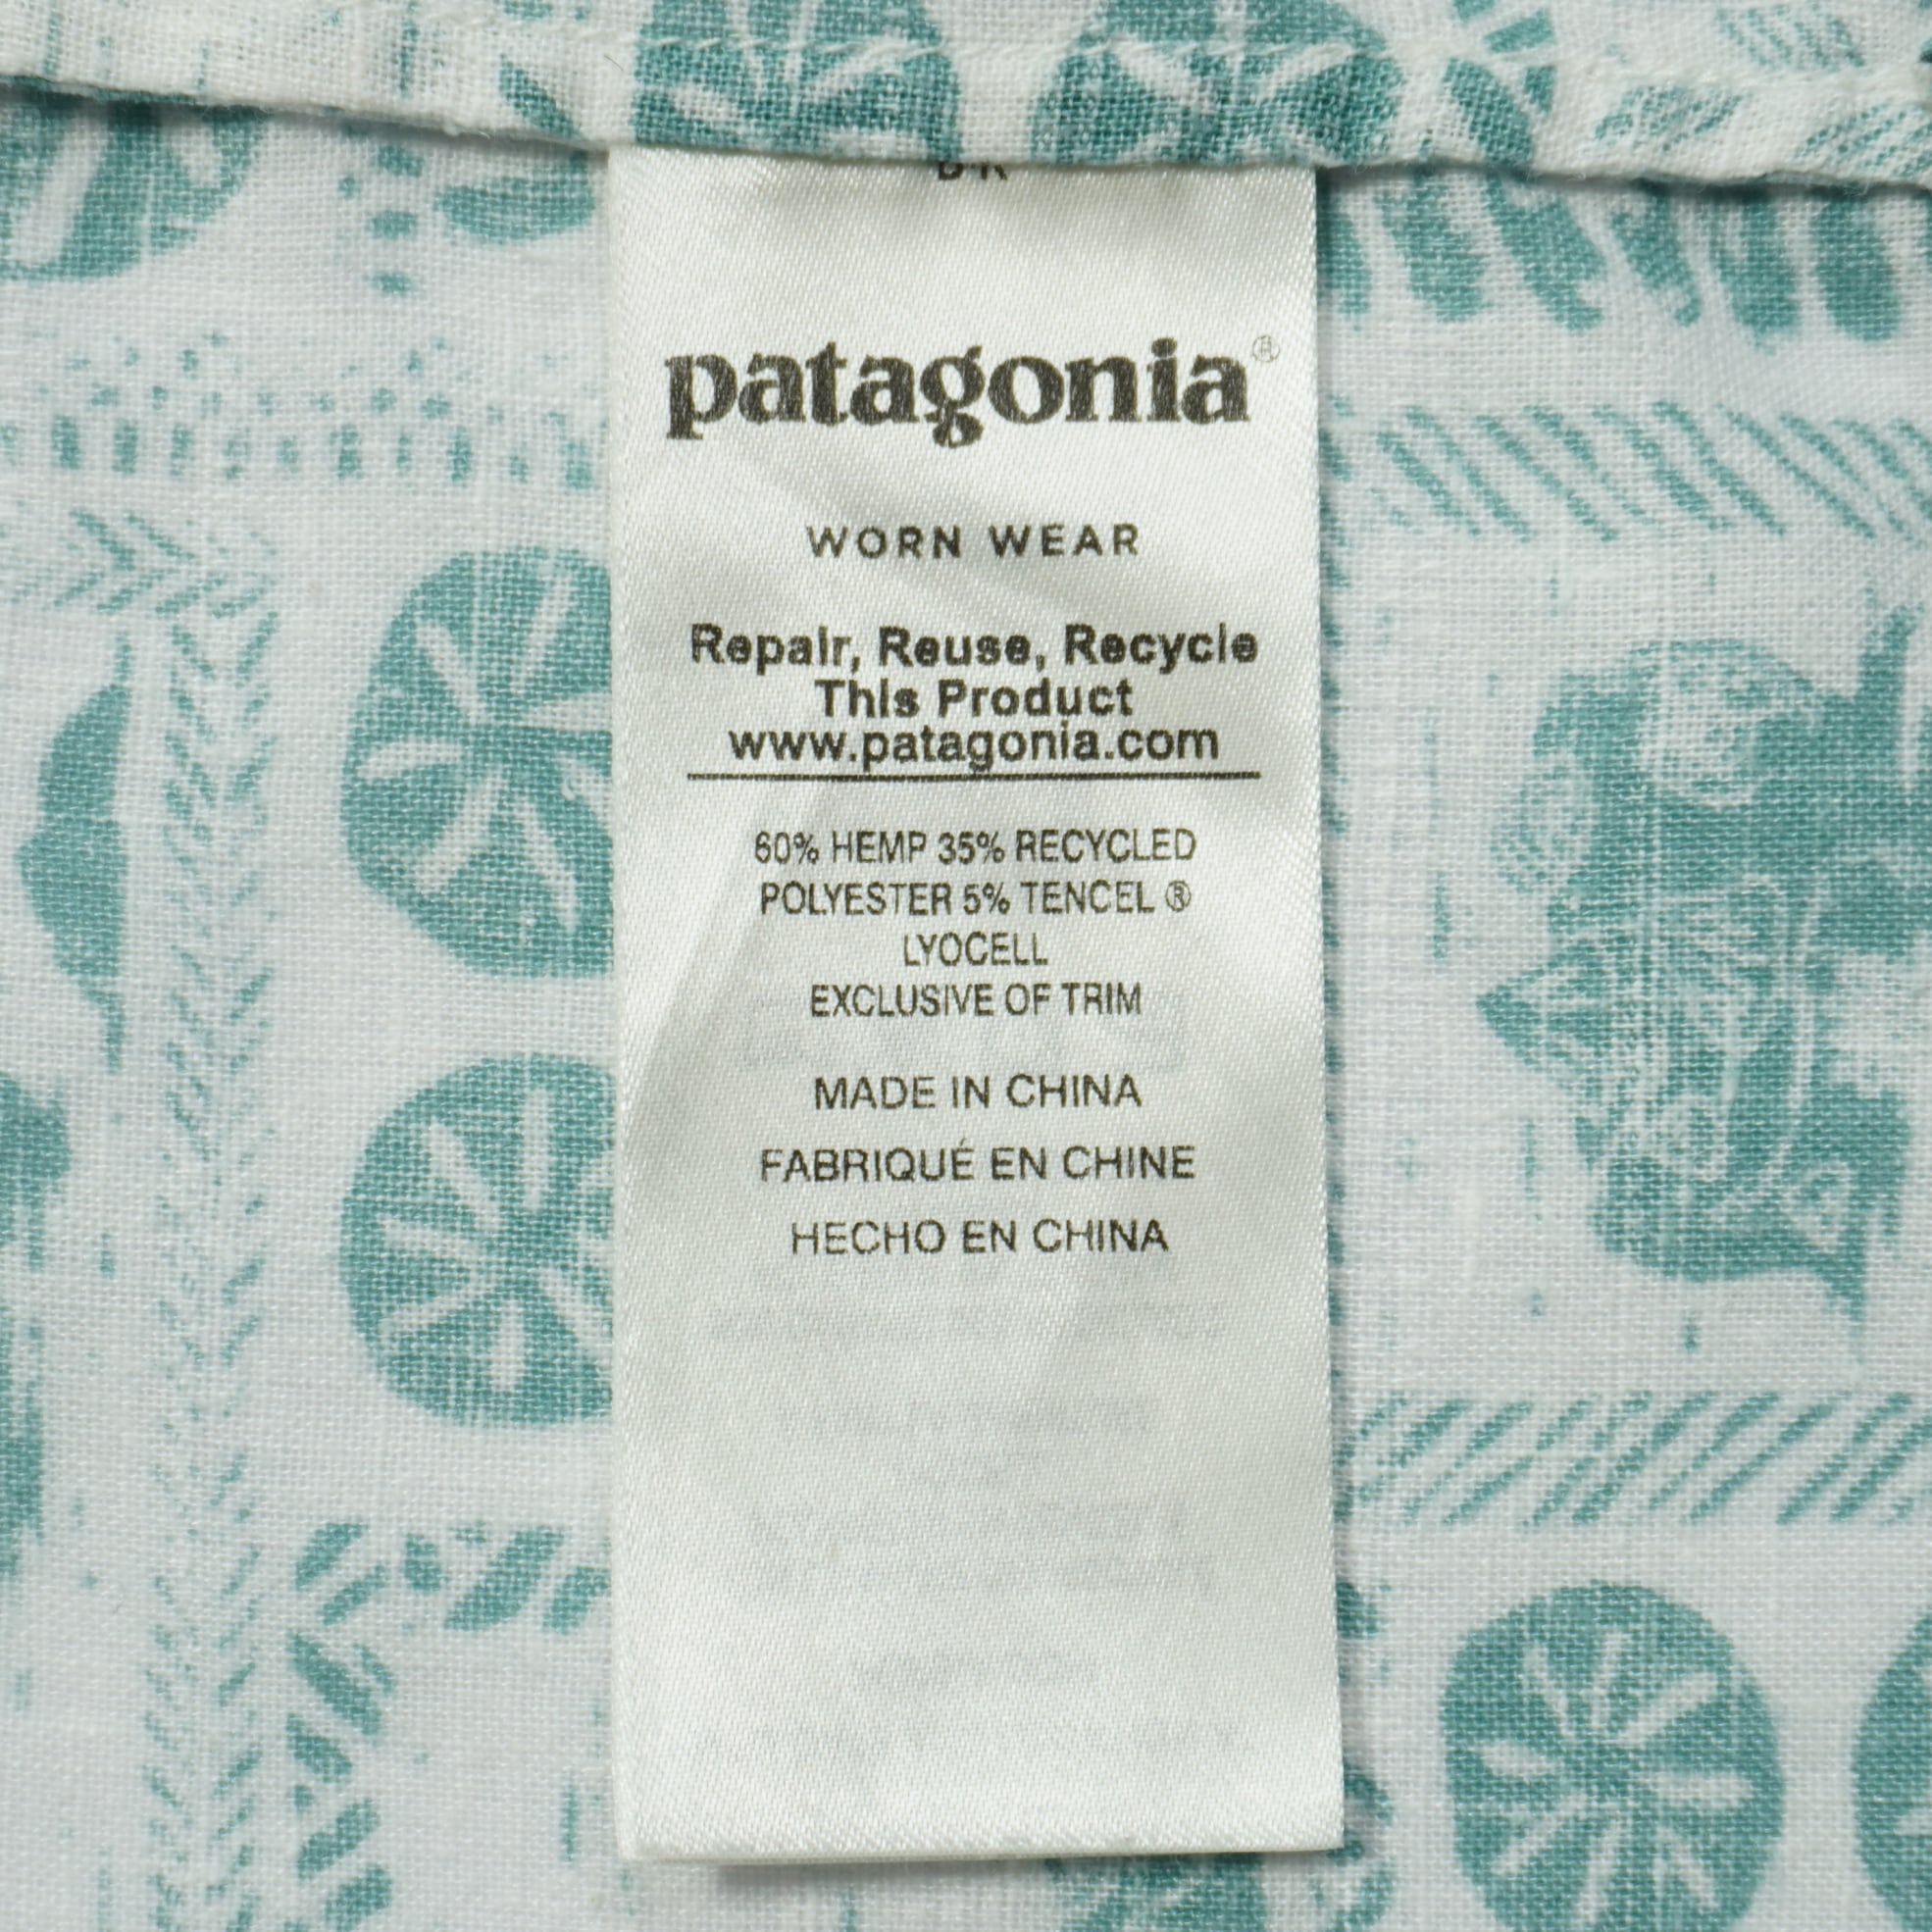 patagonia®
WORN WEAR
Repair, Reuse, Recycle
This Product
www.patagonia.com
60% HEMP 35% RECYCLED
POLYESTER 5% TENCEL ®
LYOCELL
EXCLUSIVE OF TRIM
MADE IN CHINA
FABRIQUÉ EN CHINE
HECHO EN CHINA